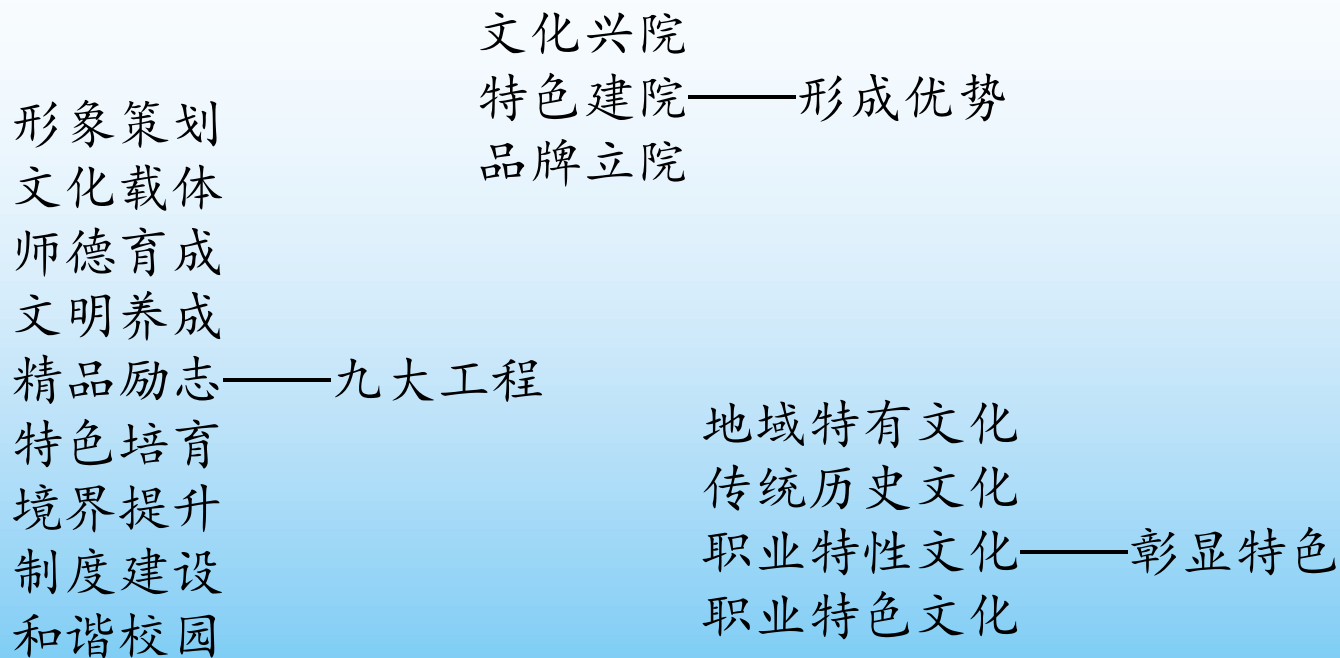 文化兴院
特色建院——形成优势
品牌立院
形象策划
文化载体
师德育成
文明养成
精品励志——九大工程
特色培育
境界提升
制度建设
和谐校园
地域特有文化
传统历史文化
职业特性文化——彰显特色
职业特色文化